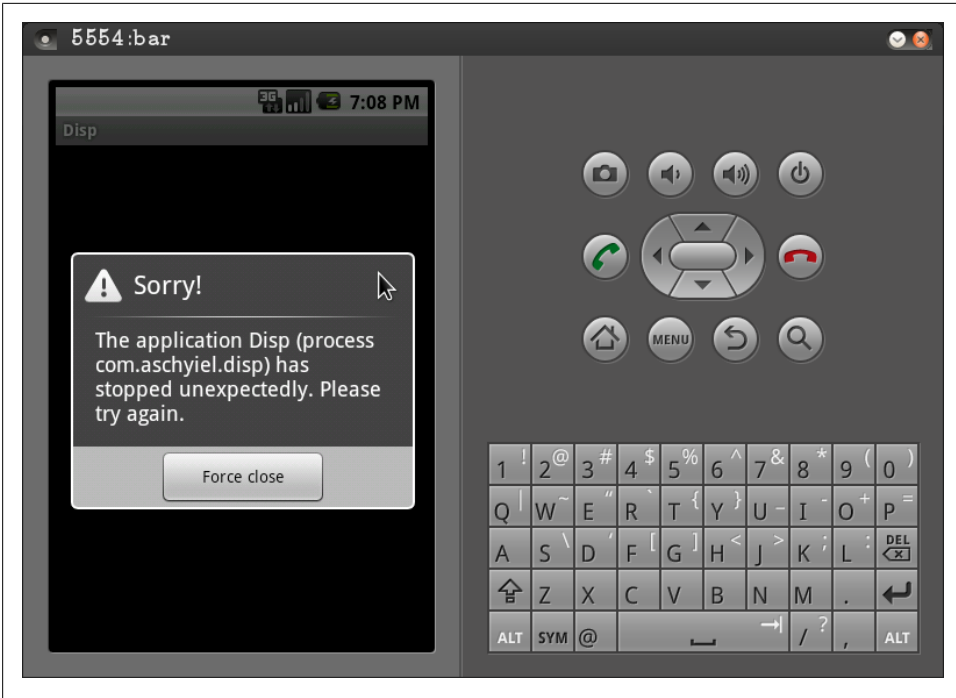 5554:bar
3G 7:08 PM
Disp
Sorry!
The application Disp (process
com.aschyiel.disp) has
stopped unexpectedly. Please
try again.
Force close
MENU
1 ! 2 @ 3 # 4 $ 5 % 6 ^ 7 & 8 * 9 ( 0 )
Q | W ~ E " R ` T { Y } U - I - O + P =
A S \ D ' F [ G ] H < J > K ; L : DEL
Z X C V B N M .
ALT SYM @ / ? , ALT